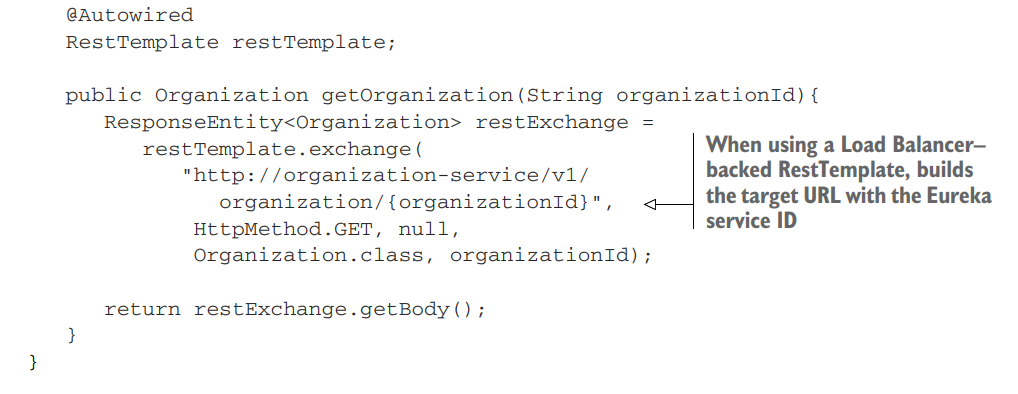 @Autowired
RestTemplate restTemplate;
public Organization getOrganization(String organizationId){
ResponseEntity<Organization> restExchange =
restTemplate.exchange(
"http://organization-service/v1/
organization/{organizationId}",
HttpMethod.GET, null,
Organization.class, organizationId);
return restExchange.getBody();
}
}
When using a Load Balancer–
backed RestTemplate, builds
the target URL with the Eureka
service ID